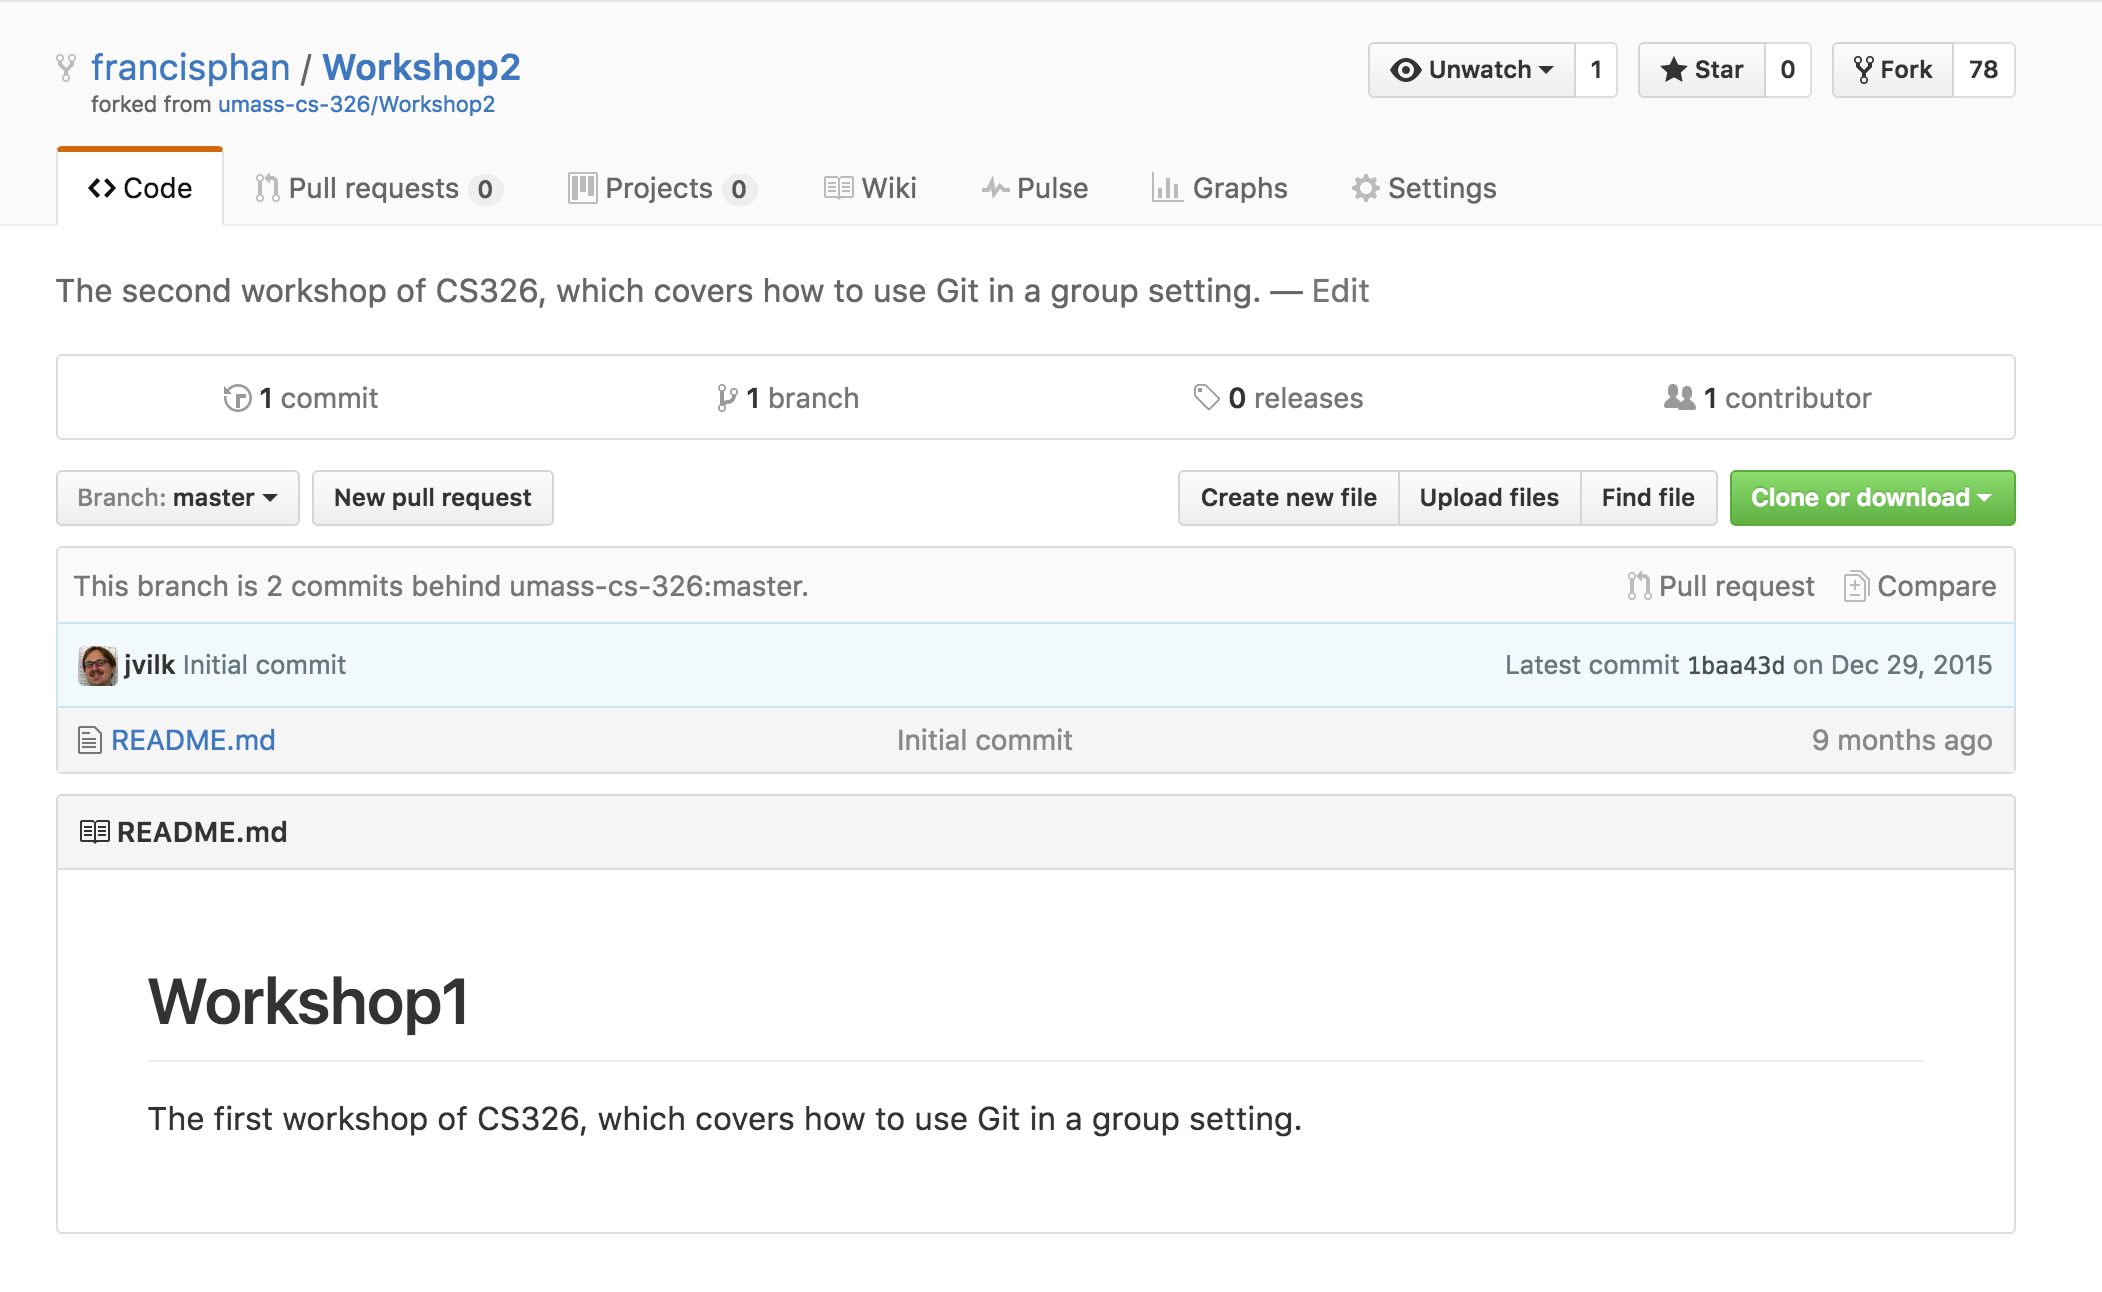 francisphan / Workshop2
Unwatch 1 Star 0 Fork 78
forked from umass-cs-326/Workshop2
Code Pull requests 0 Projects 0 Wiki Pulse Graphs Settings
The second workshop of CS326, which covers how to use Git in a group setting. — Edit
1 commit 1 branch 0 releases 1 contributor
Branch: master New pull request Create new file Upload files Find file Clone or download
This branch is 2 commits behind umass-cs-326:master. Pull request Compare
jvilk Initial commit Latest commit 1baa43d on Dec 29, 2015
README.md Initial commit 9 months ago
README.md
Workshop1
The first workshop of CS326, which covers how to use Git in a group setting.